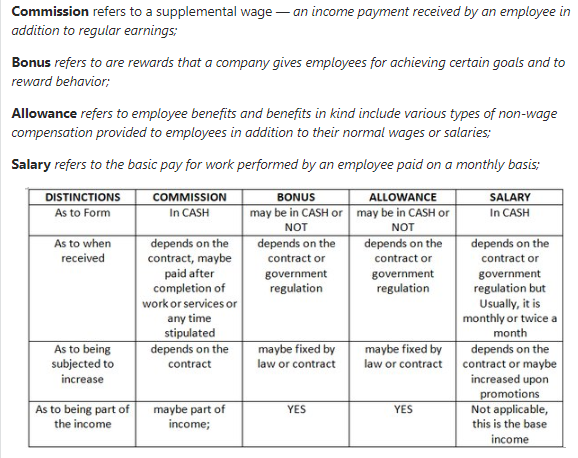 Commission refers to a supplemental wage — an income payment received by an employee in
addition to regular earnings;
Bonus refers to are rewards that a company gives employees for achieving certain goals and to
reward behavior;
Allowance refers to employee benefits and benefits in kind include various types of non-wage
compensation provided to employees in addition to their normal wages or salaries;
Salary refers to the basic pay for work performed by an employee paid on a monthly basis;
DISTINCTIONS COMMISSION BONUS ALLOWANCE SALARY
As to Form
In CASH
may be in CASH or
NOT
may be in CASH or
NOT
In CASH
As to when
received
depends on the
contract, maybe
paid after
completion of
work or services or
any time
stipulated
depends on the
contract or
government
regulation
depends on the
contract or
government
regulation
depends on the
contract or
government
regulation but
Usually, it is
monthly or twice a
month
As to being
subjected to
increase
depends on the
contract
maybe fixed by
law or contract
maybe fixed by
law or contract
depends on the
contract or maybe
increased upon
promotions
As to being part of
the income
maybe part of
income;
YES
YES
Not applicable,
this is the base
income